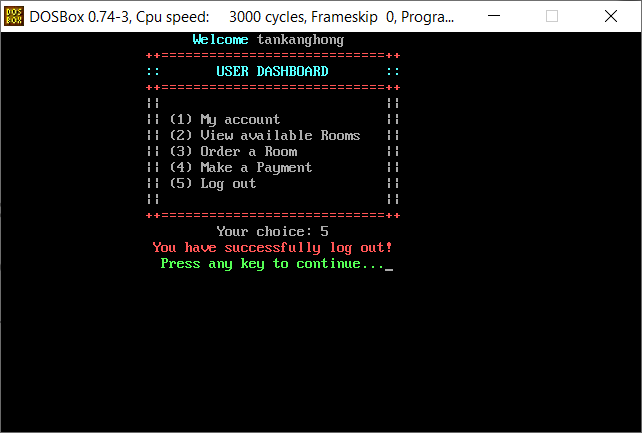 DOS BOX
DOSBox 0.74-3, Cpu speed:    3000 cycles, Frameskip  0, Progra...
Welcome tankanghong
++============================++
::       USER DASHBOARD       ::
++============================++
||                            ||
|| (1) My account             ||
|| (2) View available Rooms   ||
|| (3) Order a Room           ||
|| (4) Make a Payment         ||
|| (5) Log out                ||
||                            ||
++============================++
Your choice: 5
You have successfully log out!
Press any key to continue..._